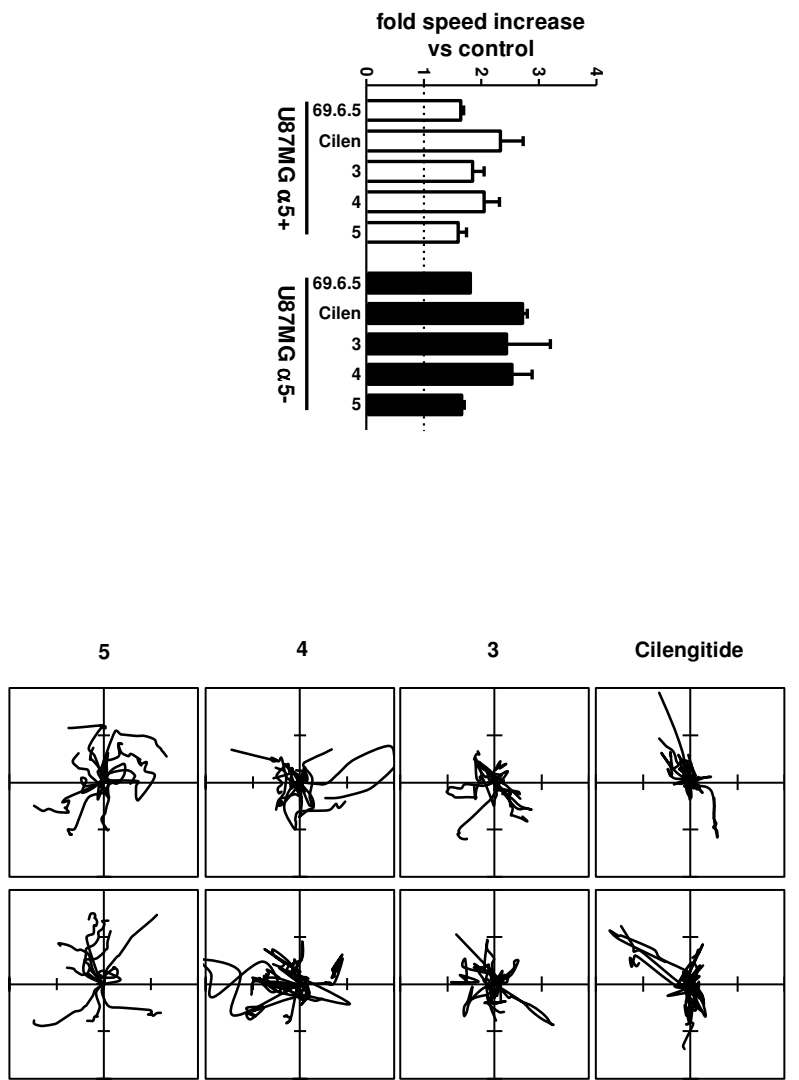 fold speed increase
vs control
0 1 2 3 4
69.6.5
Cilen
3
4
5
U87MG α5+
69.6.5
Cilen
3
4
5
U87MG α5-
5 4 3 Cilengitide